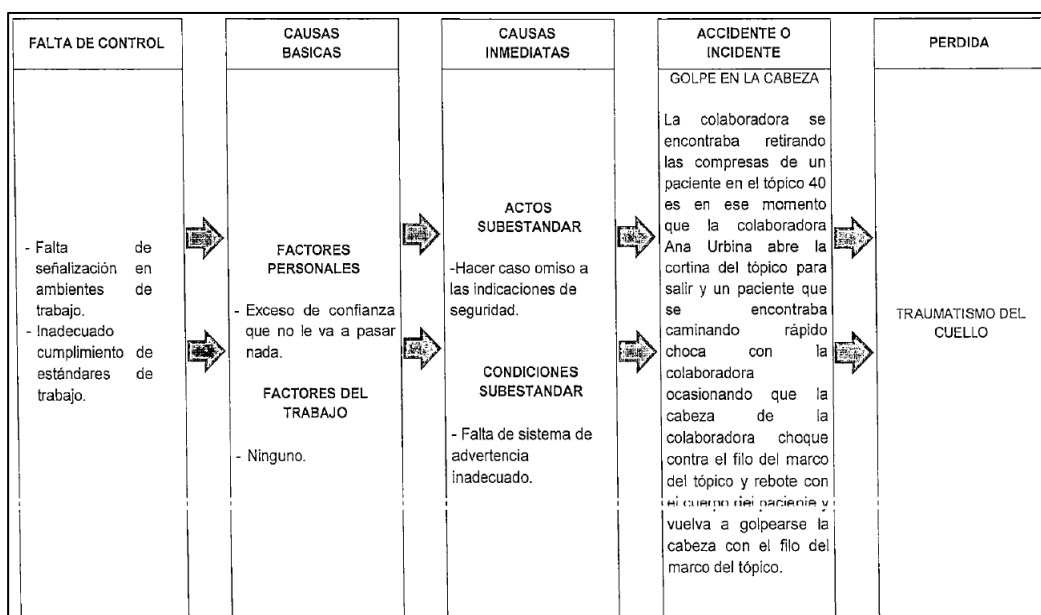 FALTA DE CONTROL
- Falta de
señalización en
ambientes de
trabajo.
- Inadecuado
cumplimiento de
estándares de
trabajo.
CAUSAS
BASICAS
FACTORES
PERSONALES
- Exceso de confianza
que no le va a pasar
nada.
FACTORES DEL
TRABAJO
- Ninguno.
CAUSAS
INMEDIATAS
ACTOS
SUBESTANDAR
-Hacer caso omiso a
las indicaciones de
seguridad.
CONDICIONES
SUBESTANDAR
- Falta de sistema de
advertencia
inadecuado.
ACCIDENTE O
INCIDENTE
GOLPE EN LA CABEZA
La colaboradora se
encontraba retirando
las compresas de un
paciente en el tópico 40
es en ese momento
que la colaboradora
Ana Urbina abre la
cortina del tópico para
salir y un paciente que
se encontraba
caminando rápido
choca con la
colaboradora
ocasionando que la
cabeza de la
colaboradora choque
contra el filo del marco
del tópico y rebote con
el cuerpo del paciente y
vuelva a golpearse la
cabeza con el filo del
marco del tópico.
PERDIDA
TRAUMATISMO DEL
CUELLO